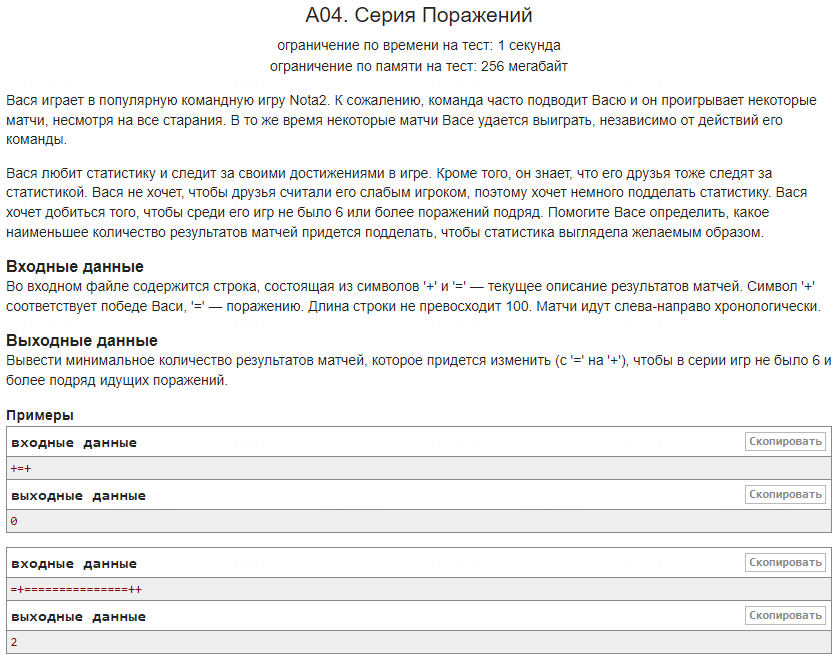 A04. Серия Поражений
ограничение по времени на тест: 1 секунда
ограничение по памяти на тест: 256 мегабайт
Вася играет в популярную командную игру Nota2. К сожалению, команда часто подводит Васю и он проигрывает некоторые
матчи, несмотря на все старания. В то же время некоторые матчи Васе удается выиграть, независимо от действий его
команды.
Вася любит статистику и следит за своими достижениями в игре. Кроме того, он знает, что его друзья тоже следят за
статистикой. Вася не хочет, чтобы друзья считали его слабым игроком, поэтому хочет немного подделать статистику. Вася
хочет добиться того, чтобы среди его игр не было 6 или более поражений подряд. Помогите Васе определить, какое
наименьшее количество результатов матчей придется подделать, чтобы статистика выглядела желаемым образом.
Входные данные
Во входном файле содержится строка, состоящая из символов '+' и '=' — текущее описание результатов матчей. Символ '+'
соответствует победе Васи, '=' — поражению. Длина строки не превосходит 100. Матчи идут слева-направо хронологически.
Выходные данные
Вывести минимальное количество результатов матчей, которое придется изменить (с '=' на '+'), чтобы в серии игр не было 6 и
более подряд идущих поражений.
Примеры
входные данные Скопировать
+=+
выходные данные Скопировать
0
входные данные Скопировать
=+===============++
выходные данные Скопировать
2